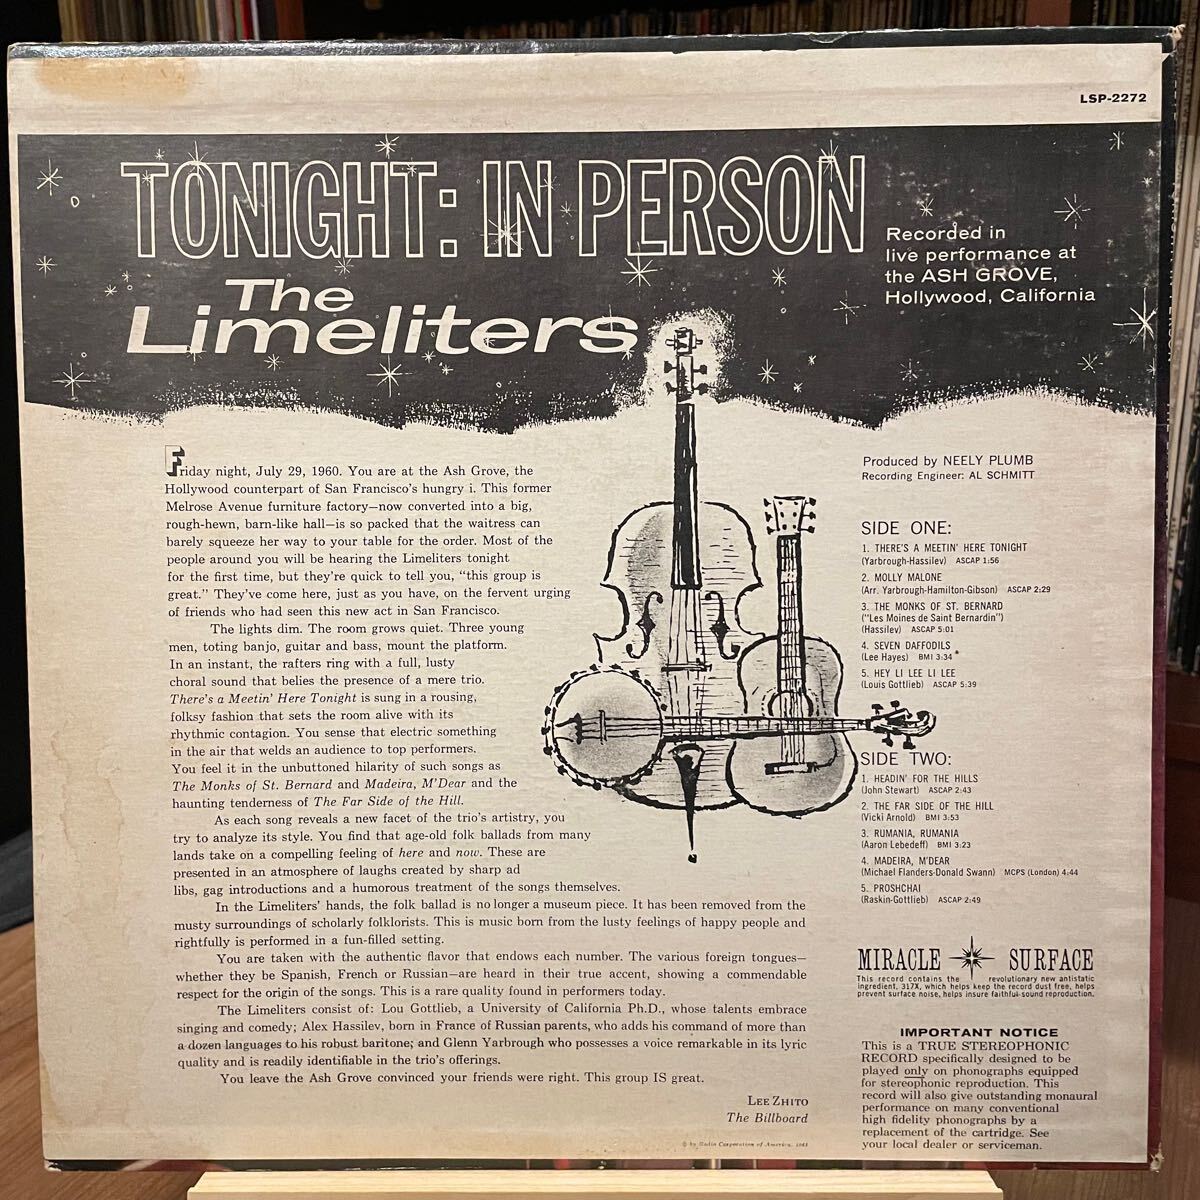 LSP-2272
TONIGHT: IN PERSON
The
Limeliters
Recorded in
live performance at
the ASH GROVE,
Hollywood, California
Friday night, July 29, 1960. You are at the Ash Grove, the
Hollywood counterpart of San Francisco's hungry i. This former
Melrose Avenue furniture factory—now converted into a big,
rough-hewn, barn-like hall—is so packed that the waitress can
barely squeeze her way to your table for the order. Most of the
people around you will be hearing the Limeliters tonight
for the first time, but they're quick to tell you, "this group is
great." They've come here, just as you have, on the fervent urging
of friends who had seen this new act in San Francisco.
The lights dim. The room grows quiet. Three young
men, toting banjo, guitar and bass, mount the platform.
In an instant, the rafters ring with a full, lusty
choral sound that belies the presence of a mere trio.
There's a Meetin' Here Tonight is sung in a rousing,
folksy fashion that sets the room alive with its
rhythmic contagion. You sense that electric something
in the air that welds an audience to top performers.
You feel it in the unbuttoned hilarity of such songs as
The Monks of St. Bernard and Madeira, M'Dear and the
haunting tenderness of The Far Side of the Hill.
As each song reveals a new facet of the trio's artistry, you
try to analyze its style. You find that age-old folk ballads from many
lands take on a compelling feeling of here and now. These are
presented in an atmosphere of laughs created by sharp ad
libs, gag introductions and a humorous treatment of the songs themselves.
In the Limeliters' hands, the folk ballad is no longer a museum piece. It has been removed from the
musty surroundings of scholarly folklorists. This is music born from the lusty feelings of happy people and
rightfully is performed in a fun-filled setting.
You are taken with the authentic flavor that endows each number. The various foreign tongues—
whether they be Spanish, French or Russian—are heard in their true accent, showing a commendable
respect for the origin of the songs. This is a rare quality found in performers today.
The Limeliters consist of: Lou Gottlieb, a University of California Ph.D., whose talents embrace
singing and comedy; Alex Hassilev, born in France of Russian parents, who adds his command of more than
a dozen languages to his robust baritone; and Glenn Yarbrough who possesses a voice remarkable in its lyric
quality and is readily identifiable in the trio's offerings.
You leave the Ash Grove convinced your friends were right. This group IS great.
LEE ZHITO
The Billboard
© by Radio Corporation of America, 1961
Produced by NEELY PLUMB
Recording Engineer: AL SCHMITT
SIDE ONE:
1. THERE'S A MEETIN' HERE TONIGHT
(Yarbrough-Hassilev) ASCAP 1:56
2. MOLLY MALONE
(Arr. Yarbrough-Hamilton-Gibson) ASCAP 2:29
3. THE MONKS OF ST. BERNARD
("Les Moines de Saint Bernardin")
(Hassilev) ASCAP 5:01
4. SEVEN DAFFODILS
(Lee Hayes) BMI 3:34
5. HEY LI LEE LI LEE
(Louis Gottlieb) ASCAP 5:39
SIDE TWO:
1. HEADIN' FOR THE HILLS
(John Stewart) ASCAP 2:43
2. THE FAR SIDE OF THE HILL
(Vicki Arnold) BMI 3:53
3. RUMANIA, RUMANIA
(Aaron Lebedeff) BMI 3:23
4. MADEIRA, M'DEAR
(Michael Flanders-Donald Swann) MCPS (London) 4:44
5. PROSHCHAI
(Raskin-Gottlieb) ASCAP 2:49
MIRACLE SURFACE
This record contains the revolutionary new antistatic
ingredient, 317X, which helps keep the record dust free, helps
prevent surface noise, helps insure faithful sound reproduction.
IMPORTANT NOTICE
This is a TRUE STEREOPHONIC
RECORD specifically designed to be
played only on phonographs equipped
for stereophonic reproduction. This
record will also give outstanding monaural
performance on many conventional
high fidelity phonographs by a
replacement of the cartridge. See
your local dealer or serviceman.